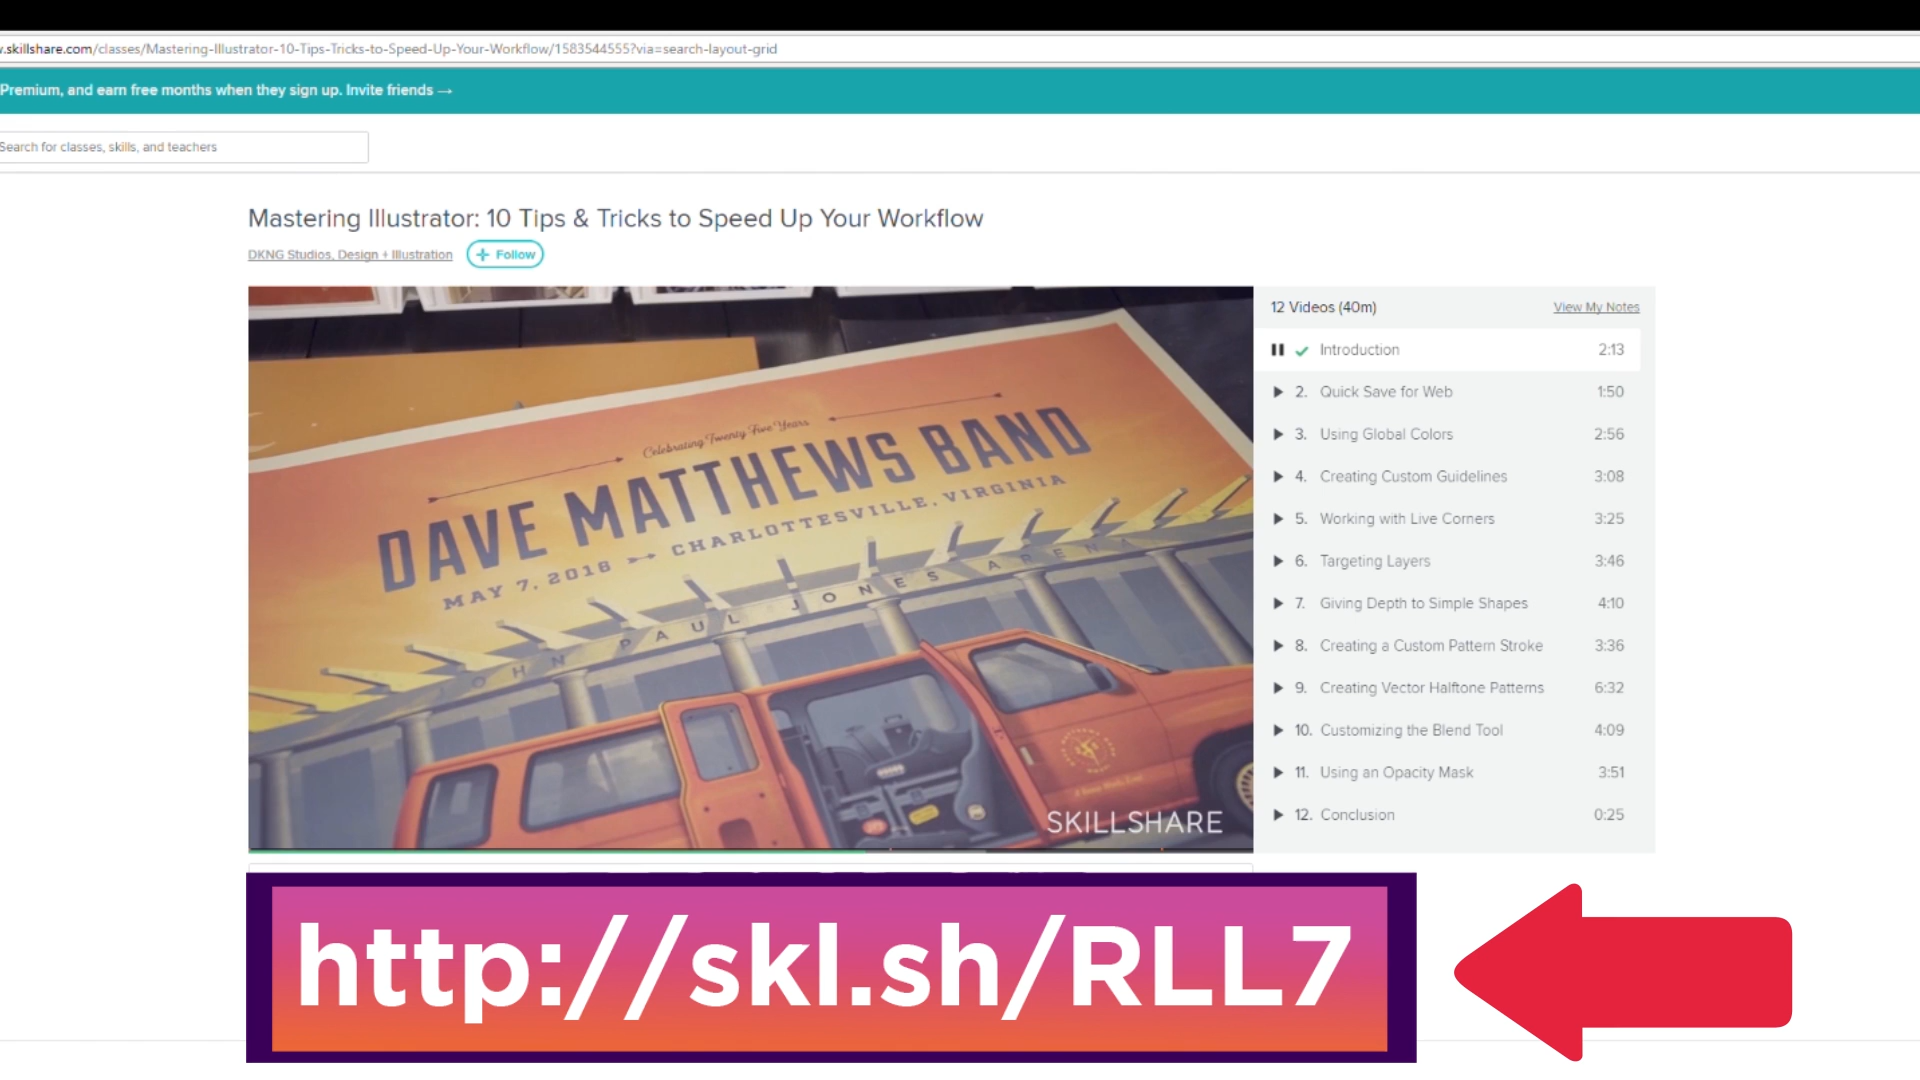 .skillshare.com/classes/Mastering-Illustrator-10-Tips-Tricks-to-Speed-Up-Your-Workflow/1583544555?via=search-layout-grid
Premium, and earn free months when they sign up. Invite friends →
Search for classes, skills, and teachers
Mastering Illustrator: 10 Tips & Tricks to Speed Up Your Workflow
DKNG Studios, Design + Illustration
+ Follow
Celebrating Twenty Five Years
DAVE MATTHEWS BAND
MAY 7, 2016 CHARLOTTESVILLE, VIRGINIA
JOHN PAUL JONES ARENA
SKILLSHARE
12 Videos (40m) View My Notes
Introduction 2:13
2. Quick Save for Web 1:50
3. Using Global Colors 2:56
4. Creating Custom Guidelines 3:08
5. Working with Live Corners 3:25
6. Targeting Layers 3:46
7. Giving Depth to Simple Shapes 4:10
8. Creating a Custom Pattern Stroke 3:36
9. Creating Vector Halftone Patterns 6:32
10. Customizing the Blend Tool 4:09
11. Using an Opacity Mask 3:51
12. Conclusion 0:25
http://skl.sh/RLL7